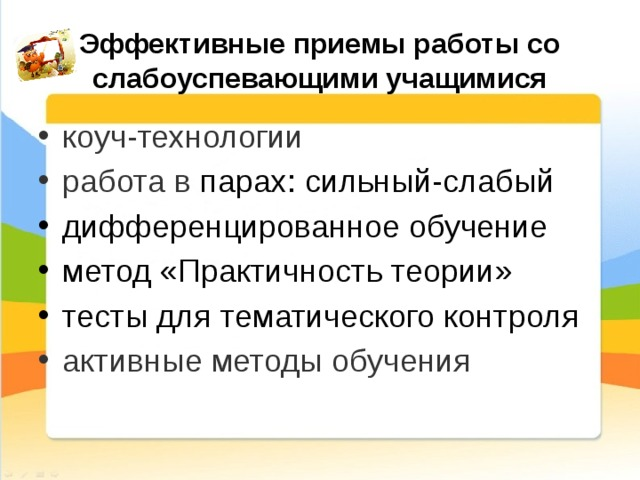 Эффективные приемы работы со
слабоуспевающими учащимися
• коуч-технологии
• работа в парах: сильный-слабый
• дифференцированное обучение
• метод «Практичность теории»
• тесты для тематического контроля
• активные методы обучения